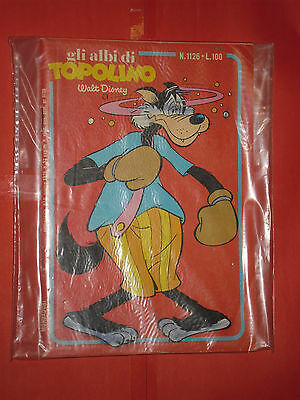 gli albi di
TOPOLINO
N.1126 - L.100
Walt Disney